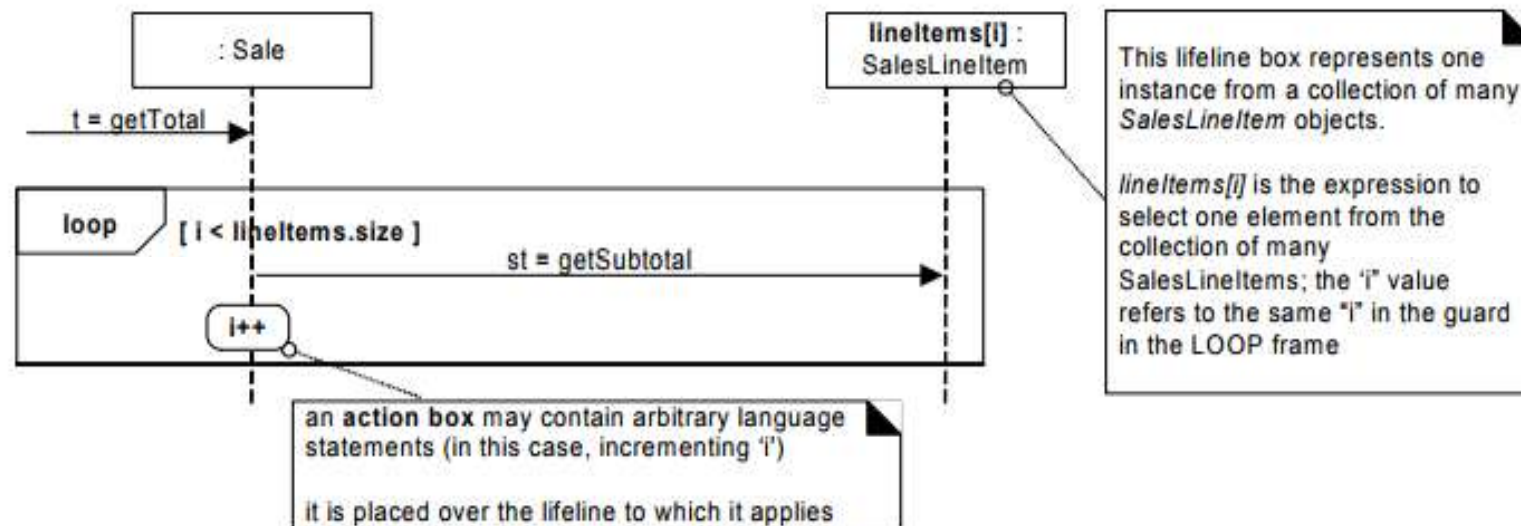 : Sale
lineItems[i] :
SalesLineItem
t = getTotal
loop
[ i < lineItems.size ]
st = getSubtotal
i++
an action box may contain arbitrary language
statements (in this case, incrementing ‘i’)
it is placed over the lifeline to which it applies
This lifeline box represents one
instance from a collection of many
SalesLineItem objects.
lineItems[i] is the expression to
select one element from the
collection of many
SalesLineItems; the ‘i” value
refers to the same “i” in the guard
in the LOOP frame